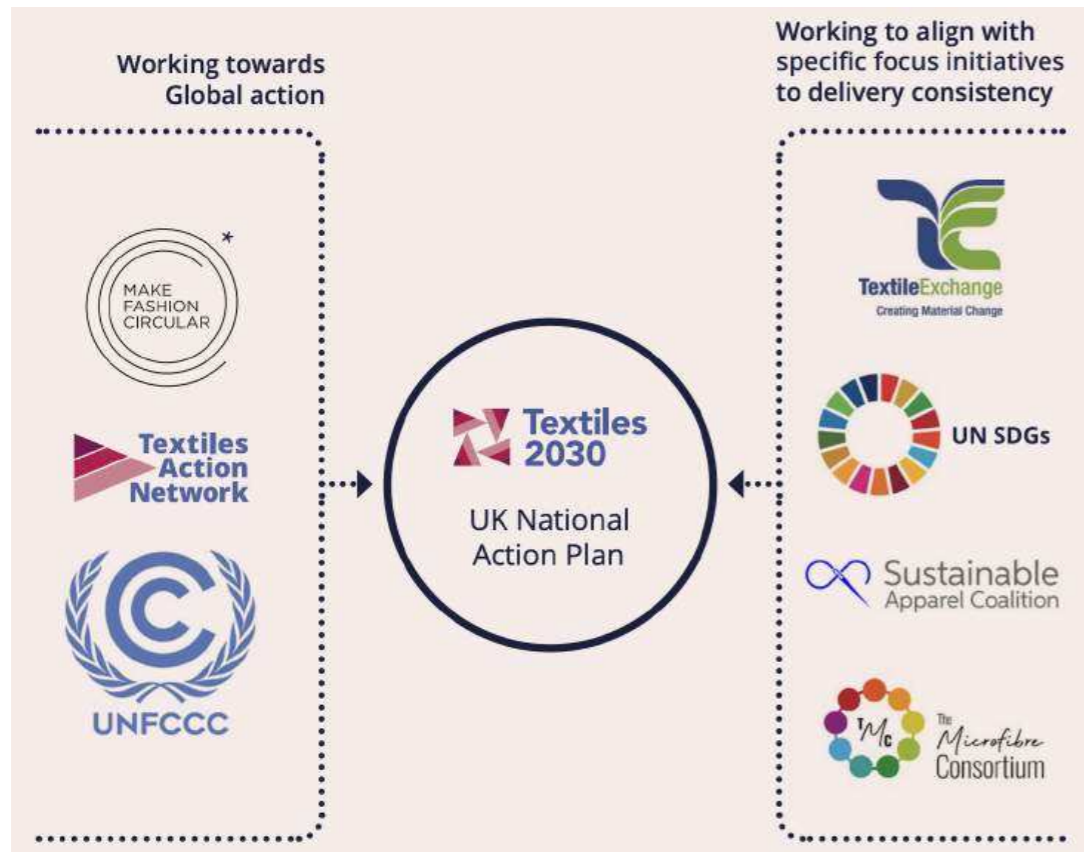 Working towards
Global action
MAKE
FASHION
CIRCULAR
*
Textiles
Action
Network
UNFCCC
Textiles
2030
UK National
Action Plan
Working to align with
specific focus initiatives
to delivery consistency
TextileExchange
Creating Material Change
UN SDGs
Sustainable
Apparel Coalition
TMC
The
Microfibre
Consortium